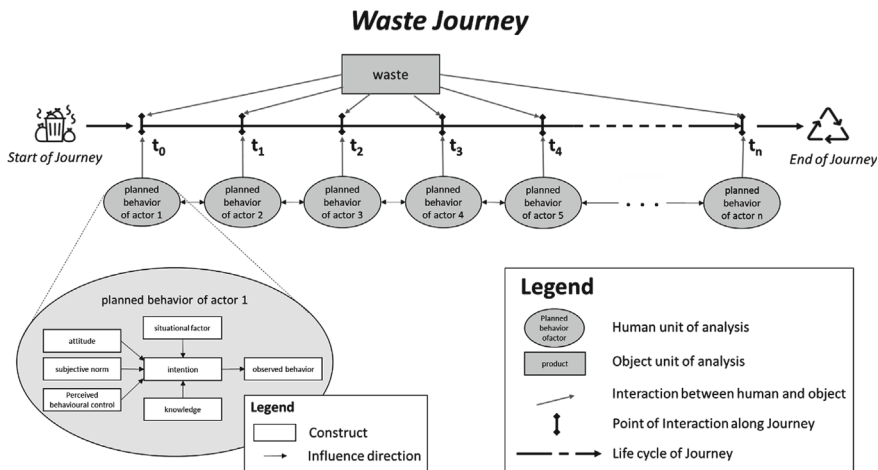 Waste Journey
waste
Start of Journey
t0
t1
t2
t3
t4
tn
End of Journey
planned
behavior
of actor 1
planned
behavior
of actor 2
planned
behavior
of actor 3
planned
behavior
of actor 4
planned
behavior
of actor 5
. . .
planned
behavior
of actor n
planned behavior of actor 1
situational factor
attitude
subjective norm
intention
observed behavior
Perceived
behavioural control
knowledge
Legend
Construct
Influence direction
Legend
Planned
behavior
ofactor
Human unit of analysis
product
Object unit of analysis
Interaction between human and object
Point of Interaction along Journey
Life cycle of Journey